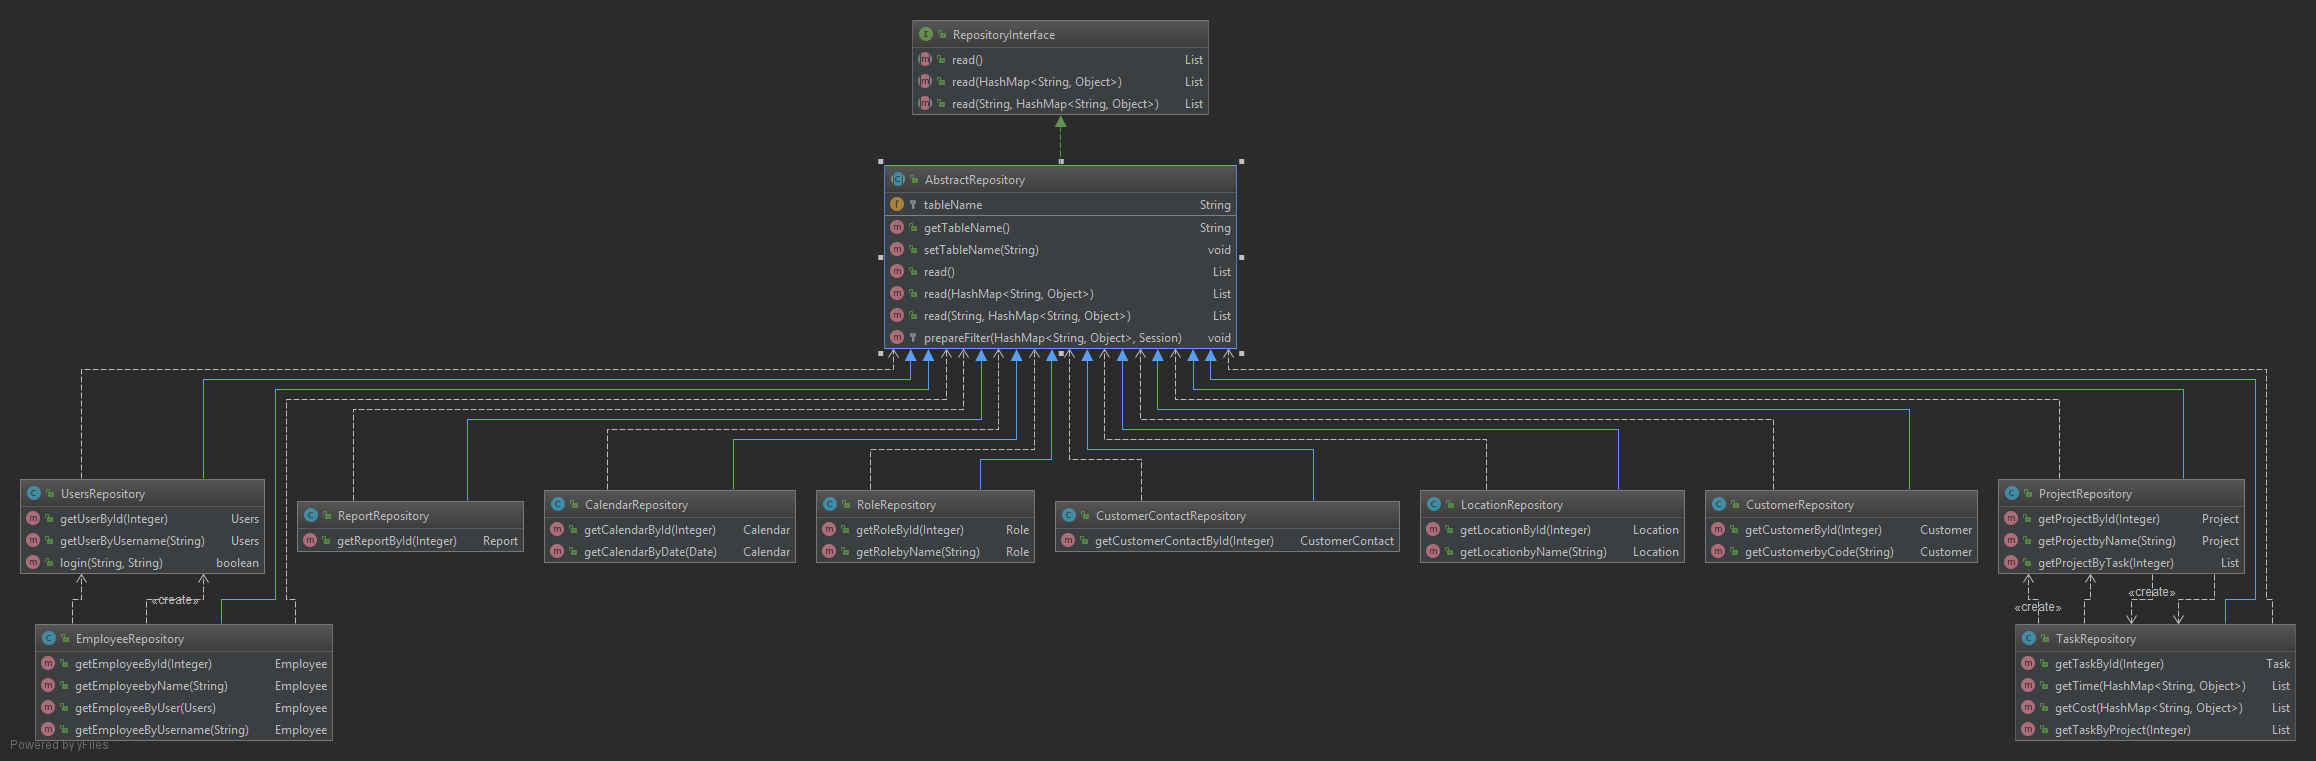 RepositoryInterface
read() List
read(HashMap<String, Object>) List
read(String, HashMap<String, Object>) List
AbstractRepository
tableName String
getTableName() String
setTableName(String) void
read() List
read(HashMap<String, Object>) List
read(String, HashMap<String, Object>) List
prepareFilter(HashMap<String, Object>, Session) void
UsersRepository
getUserById(Integer) Users
getUserByUsername(String) Users
login(String, String) boolean
ReportRepository
getReportById(Integer) Report
CalendarRepository
getCalendarById(Integer) Calendar
getCalendarByDate(Date) Calendar
RoleRepository
getRoleById(Integer) Role
getRolebyName(String) Role
CustomerContactRepository
getCustomerContactById(Integer) CustomerContact
LocationRepository
getLocationById(Integer) Location
getLocationbyName(String) Location
CustomerRepository
getCustomerById(Integer) Customer
getCustomerbyCode(String) Customer
ProjectRepository
getProjectById(Integer) Project
getProjectbyName(String) Project
getProjectByTask(Integer) List
«create»
«create»
«create»
EmployeeRepository
getEmployeeById(Integer) Employee
getEmployeebyName(String) Employee
getEmployeeByUser(Users) Employee
getEmployeeByUsername(String) Employee
TaskRepository
getTaskById(Integer) Task
getTime(HashMap<String, Object>) List
getCost(HashMap<String, Object>) List
getTaskByProject(Integer) List
Powered by yFiles